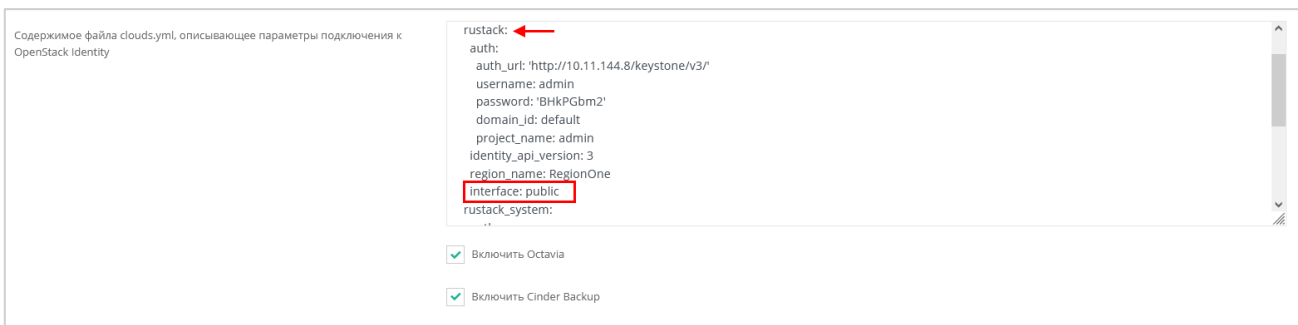 Содержимое файла clouds.yml, описывающее параметры подключения к
OpenStack Identity
rustack:
auth:
auth_url: 'http://10.11.144.8/keystone/v3/'
username: admin
password: 'BHkPGbm2'
domain_id: default
project_name: admin
identity_api_version: 3
region_name: RegionOne
interface: public
rustack_system:
Включить Octavia
Включить Cinder Backup